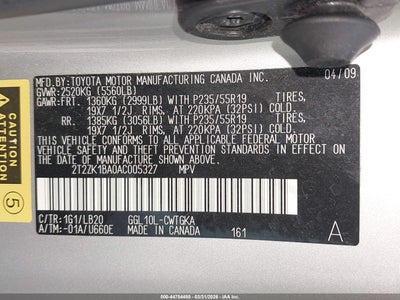 MFD.BY:TOYOTA MOTOR MANUFACTURING CANADA INC. 04/09
GVWR:2520KG (5560LB)
GAWR:FRT. 1360KG (2999LB) WITH P235/55R19 TIRES,
19X7 1/2J RIMS, AT 220KPA (32PSI) COLD.
RR. 1385KG (3056LB) WITH P235/55R19 TIRES,
19X7 1/2J RIMS, AT 220KPA (32PSI) COLD.
THIS VEHICLE CONFORMS TO ALL APPLICABLE FEDERAL MOTOR
VEHICLE SAFETY AND THEFT PREVENTION STANDARDS IN EFFECT
ON THE DATE OF MANUFACTURE SHOWN ABOVE.
2T2ZK1BA0AC005327 MPV
C/TR:1G1/LB20 GGL10L-CWTGKA
A/TM:-01A/U660E MADE IN CANADA 161
A
CAUTION
ATTENTION
5
000-44754480 - 03/31/2026 - www.iaai.com